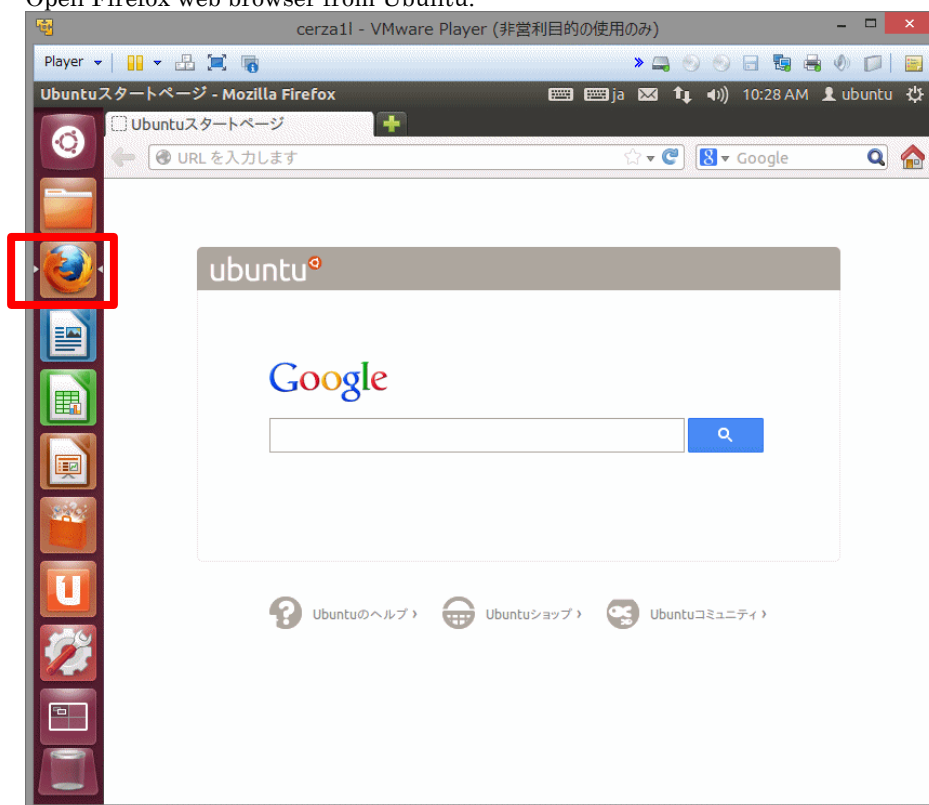 Open Firefox web browser from Ubuntu.
cerza1l - VMware Player (非営利目的の使用のみ)
Player
Ubuntuスタートページ - Mozilla Firefox
ja 10:28 AM ubuntu
Ubuntuスタートページ
URL を入力します
Google
ubuntu
Google
Ubuntuのヘルプ › Ubuntuショップ › Ubuntuコミュニティ ›